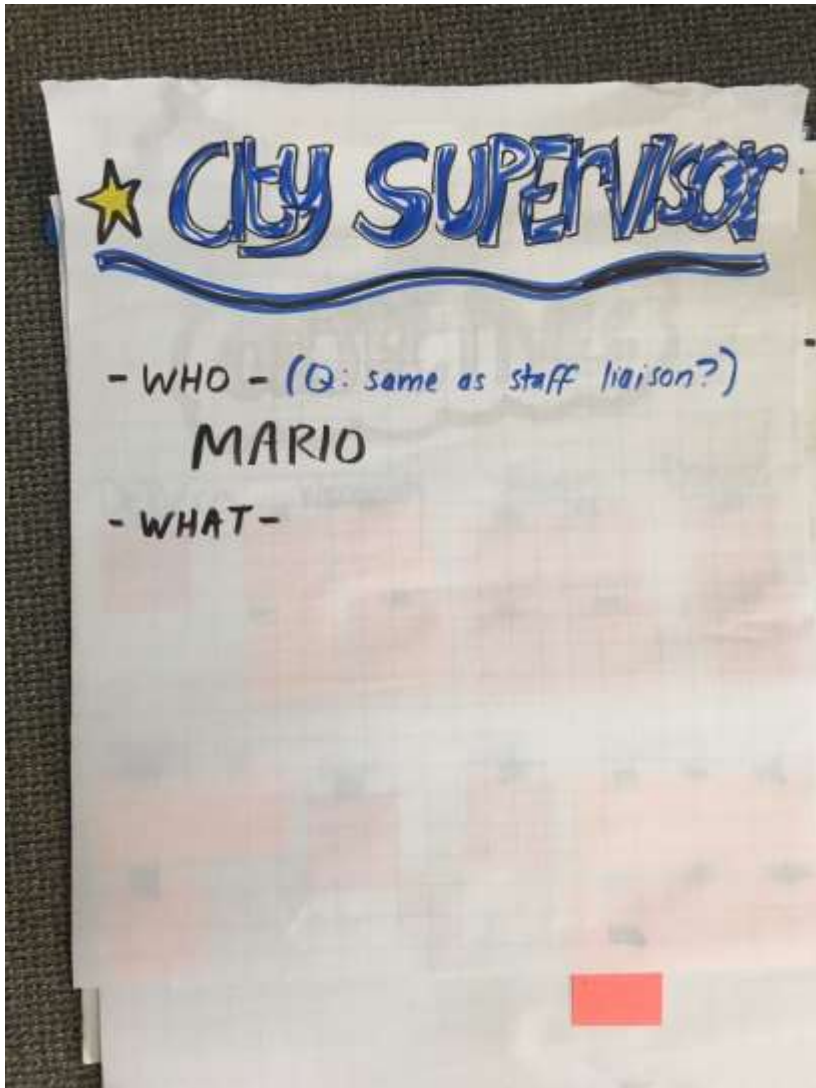 CIty SUPErVIsor
- WHO - (Q: same as staff liaison?)
MARIO
- WHAT -